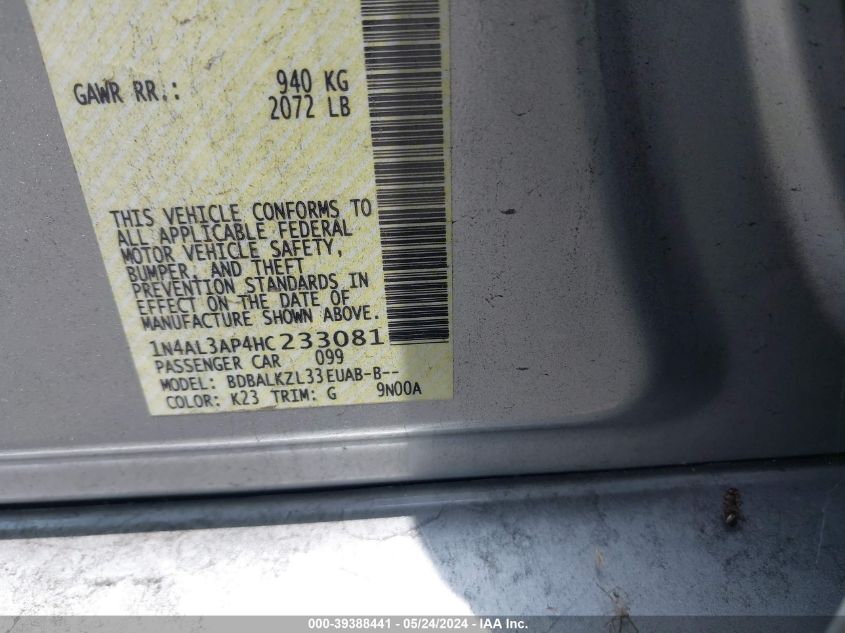 GAWR RR.: 940 KG
2072 LB
THIS VEHICLE CONFORMS TO
ALL APPLICABLE FEDERAL
MOTOR VEHICLE SAFETY,
BUMPER, AND THEFT
PREVENTION STANDARDS IN
EFFECT ON THE DATE OF
MANUFACTURE SHOWN ABOVE.
1N4AL3AP4HC233081
PASSENGER CAR 099
MODEL: BDBALKZL33EUAB-B--
COLOR: K23 TRIM: G 9N00A
000-39388441 - 05/24/2024 - IAA Inc.